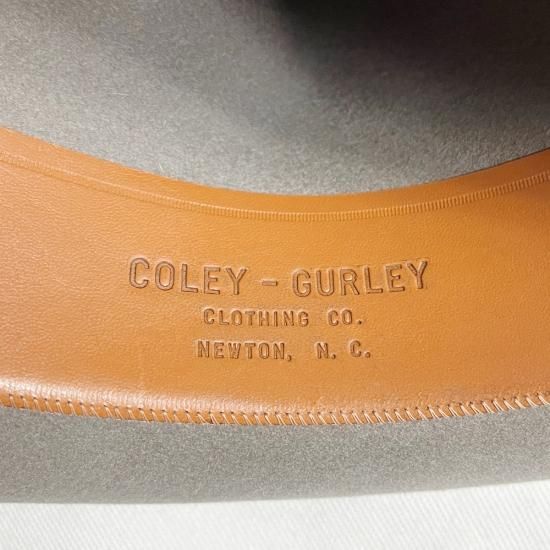 COLEY - GURLEY
CLOTHING CO.
NEWTON, N. C.